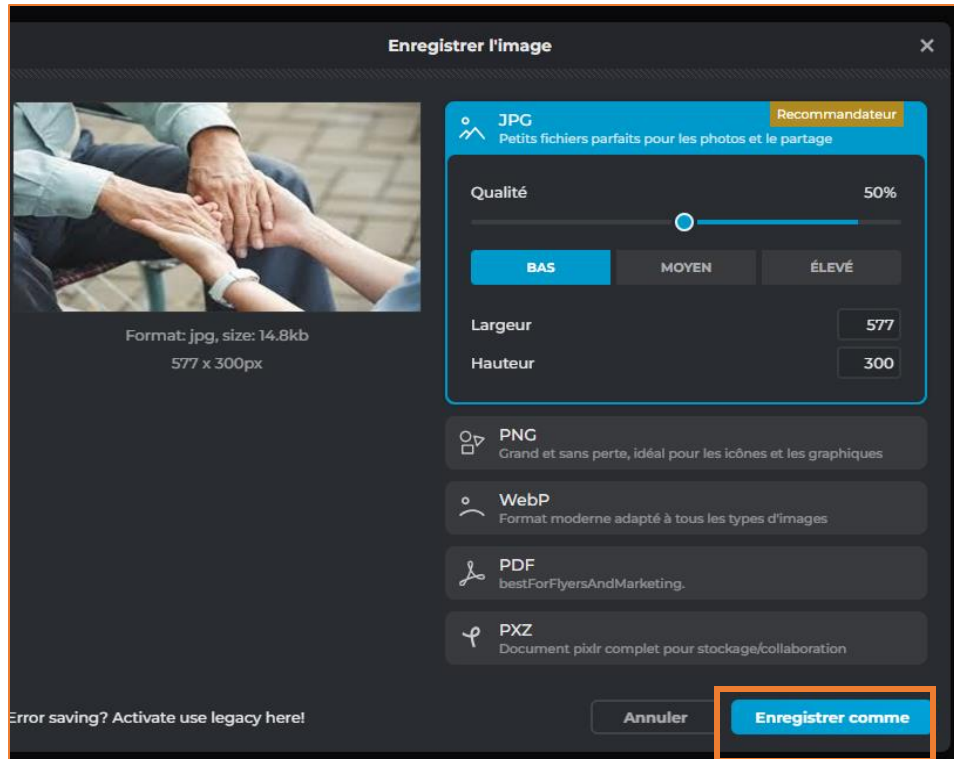 Enregistrer l'image
JPG
Recommandateur
Petits fichiers parfaits pour les photos et le partage
Qualité 50%
BAS MOYEN ÉLEVÉ
Largeur 577
Hauteur 300
Format: jpg, size: 14.8kb
577 x 300px
PNG
Grand et sans perte, idéal pour les icônes et les graphiques
WebP
Format moderne adapté à tous les types d'images
PDF
bestForFlyersAndMarketing.
PXZ
Document pixlr complet pour stockage/collaboration
Error saving? Activate use legacy here!
Annuler Enregistrer comme